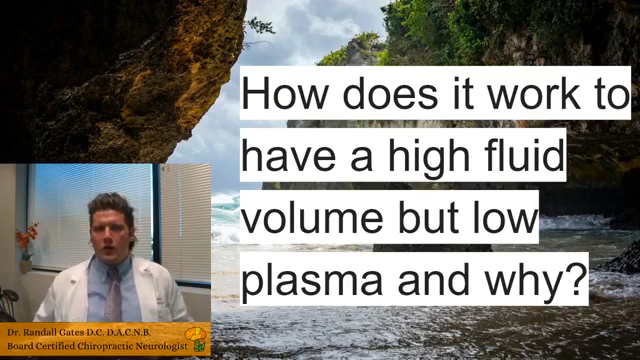 How does it work to
have a high fluid
volume but low
plasma and why?
Dr. Randall Gates D.C. D.A.C.N.B.
Board Certified Chiropractic Neurologist